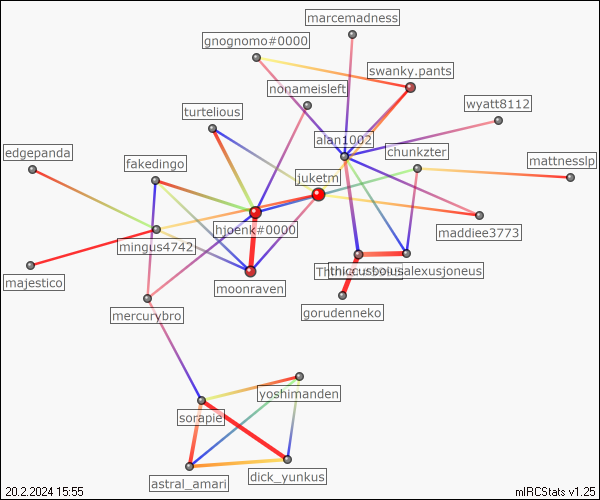 marcemadness
gnognomo#0000
swanky.pants
nonameisleft
wyatt8112
turtelious
alan1002
edgepanda
chunkzter
fakedingo
mattnesslp
juketm
hjoenk#0000
maddiee3773
mingus4742
thiccusbolusalexusjoneus
majestico
moonraven
gorudenneko
mercurybro
yoshimanden
sorapie
astral_amari
dick_yunkus
20.2.2024 15:55
mIRCStats v1.25